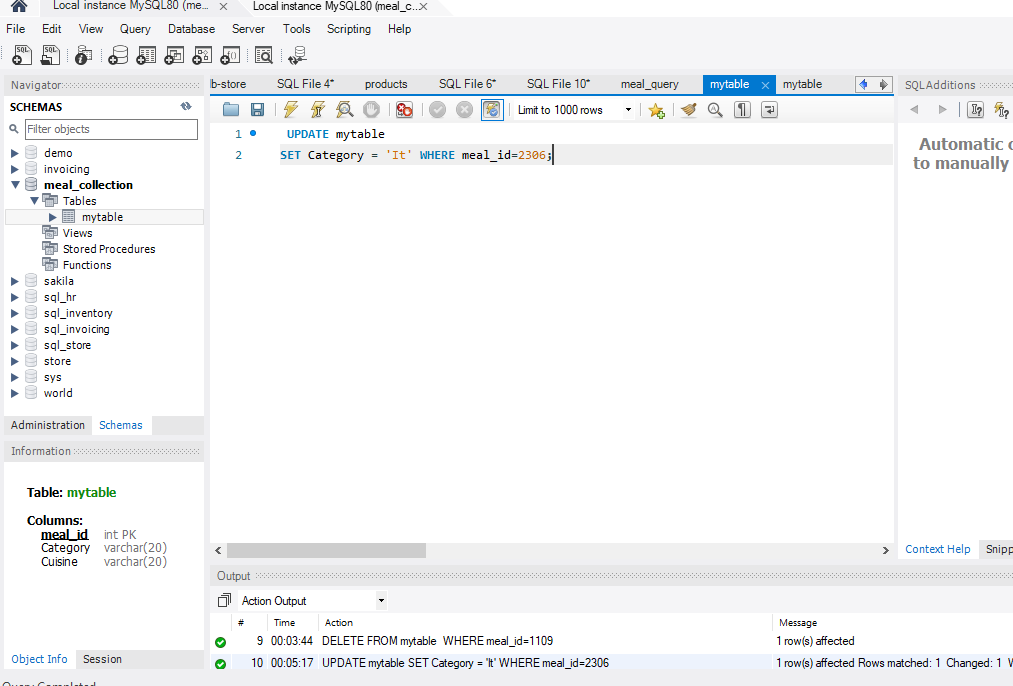 Local instance MySQL80 (me... × Local instance MySQL80 (meal_c... ×
File Edit View Query Database Server Tools Scripting Help
Navigator
SCHEMAS
Filter objects
demo
invoicing
meal_collection
Tables
mytable
Views
Stored Procedures
Functions
sakila
sql_hr
sql_inventory
sql_invoicing
sql_store
store
sys
world
Administration Schemas
Information
Table: mytable
Columns:
meal_id int PK
Category varchar(20)
Cuisine varchar(20)
Object Info Session
Query Completed
lb-store SQL File 4* products SQL File 6* SQL File 10* meal_query mytable × mytable
Limit to 1000 rows
1 UPDATE mytable
2 SET Category = 'It' WHERE meal_id=2306;
Output
Action Output
# Time Action Message
9 00:03:44 DELETE FROM mytable WHERE meal_id=1109 1 row(s) affected
10 00:05:17 UPDATE mytable SET Category = 'It' WHERE meal_id=2306 1 row(s) affected Rows matched: 1 Changed: 1 W
SQLAdditions
Automatic c
to manually
Context Help Snipp